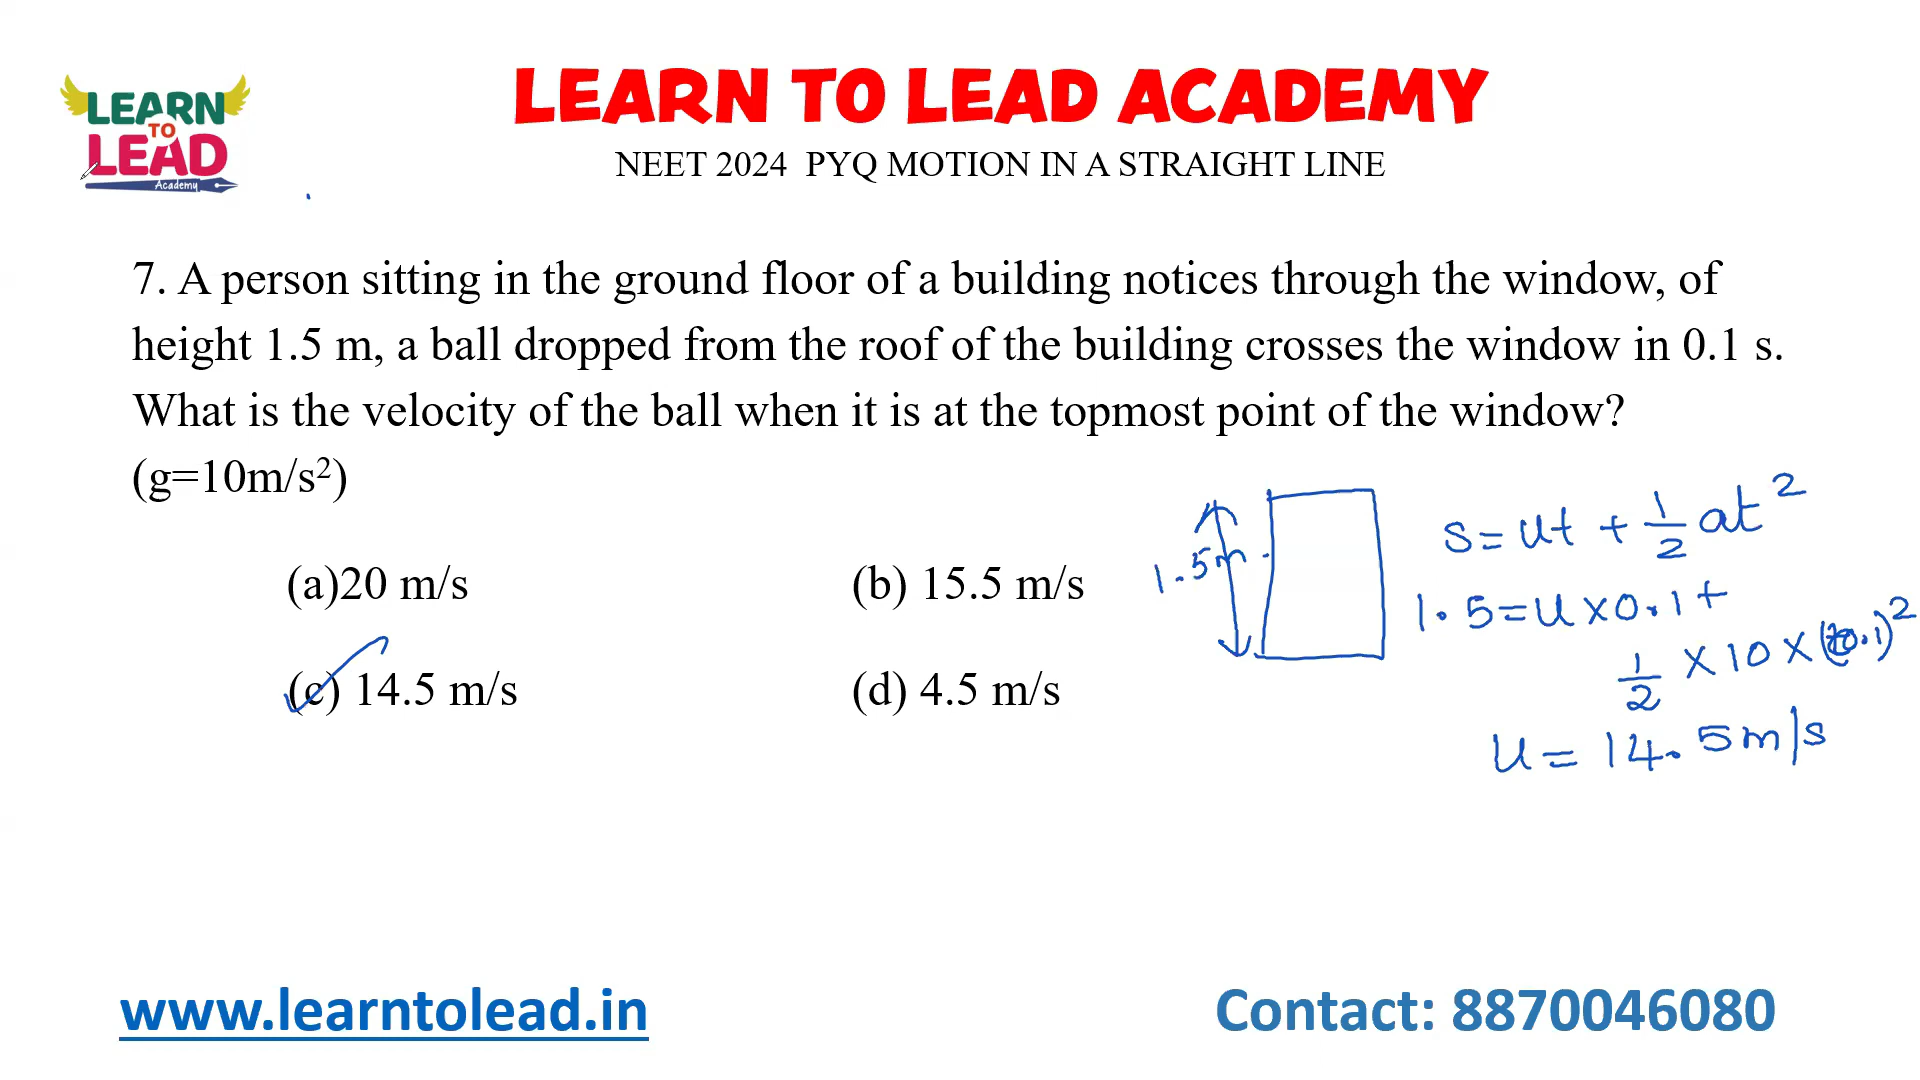 LEARN
TO
LEAD
Academy
LEARN TO LEAD ACADEMY
NEET 2024 PYQ MOTION IN A STRAIGHT LINE
7. A person sitting in the ground floor of a building notices through the window, of
height 1.5 m, a ball dropped from the roof of the building crosses the window in 0.1 s.
What is the velocity of the ball when it is at the topmost point of the window?
(g=10m/s²)
(a)20 m/s
(b) 15.5 m/s
(c) 14.5 m/s
(d) 4.5 m/s
1.5m
s = ut + 1/2 at²
1.5 = u × 0.1 +
1/2 × 10 × (0.1)²
u = 14.5 m/s
www.learntolead.in
Contact: 8870046080